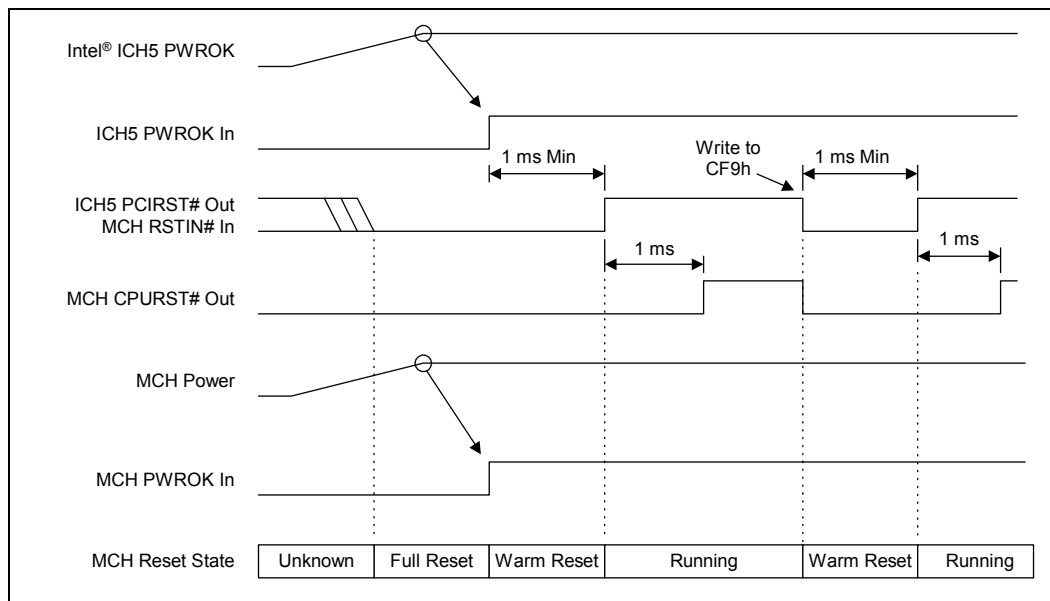 Intel® ICH5 PWROK
ICH5 PWROK In
1 ms Min
Write to
CF9h
1 ms Min
ICH5 PCIRST# Out
MCH RSTIN# In
1 ms
1 ms
MCH CPURST# Out
MCH Power
MCH PWROK In
MCH Reset State
Unknown
Full Reset
Warm Reset
Running
Warm Reset
Running